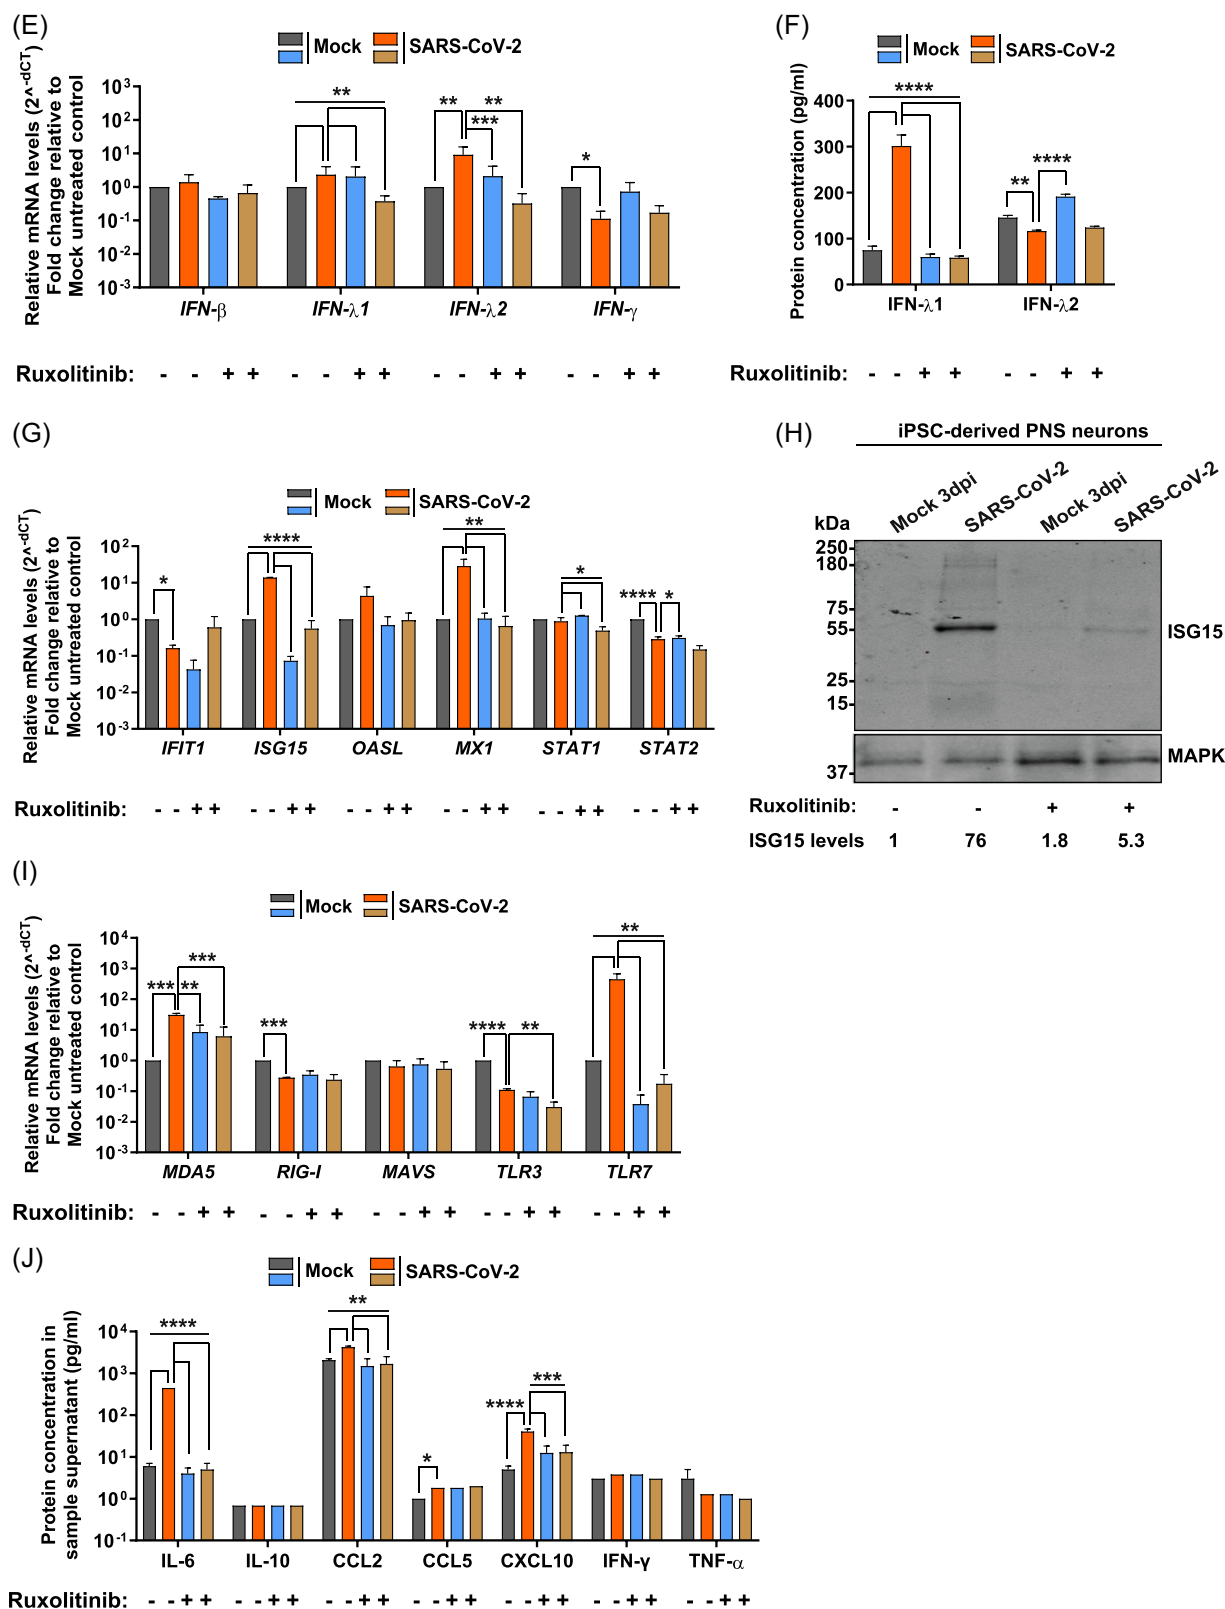 (E)
Mock SARS-CoV-2
Relative mRNA levels (2^-dCT)
Fold change relative to
Mock untreated control
10³
10²
10¹
10⁰
10⁻¹
10⁻²
10⁻³
** ** ** *** *
IFN-β IFN-λ1 IFN-λ2 IFN-γ
Ruxolitinib: - - + + - - + + - - + + - - + +
(F)
Mock SARS-CoV-2
Protein concentration (pg/ml)
400
300
200
100
0
**** ** ****
IFN-λ1 IFN-λ2
Ruxolitinib: - - + + - - + +
(G)
Mock SARS-CoV-2
Relative mRNA levels (2^-dCT)
Fold change relative to
Mock untreated control
10²
10¹
10⁰
10⁻¹
10⁻²
10⁻³
* **** ** * **** *
IFIT1 ISG15 OASL MX1 STAT1 STAT2
Ruxolitinib: - - + + - - + + - - + + - - + + - - + + - - + +
(H)
iPSC-derived PNS neurons
Mock 3dpi SARS-CoV-2 Mock 3dpi SARS-CoV-2
kDa
250
180
75
55
25
15
ISG15
37
MAPK
Ruxolitinib: - - + +
ISG15 levels 1 76 1.8 5.3
(I)
Mock SARS-CoV-2
Relative mRNA levels (2^-dCT)
Fold change relative to
Mock untreated control
10⁴
10³
10²
10¹
10⁰
10⁻¹
10⁻²
10⁻³
*** ** *** *** **** ** **
MDA5 RIG-I MAVS TLR3 TLR7
Ruxolitinib: - - + + - - + + - - + + - - + + - - + +
(J)
Mock SARS-CoV-2
Protein concentration in
sample supernatant (pg/ml)
10⁴
10³
10²
10¹
10⁰
10⁻¹
**** ** * **** ***
IL-6 IL-10 CCL2 CCL5 CXCL10 IFN-γ TNF-α
Ruxolitinib: - - + + - - + + - - + + - - + + - - + + - - + + - - + +